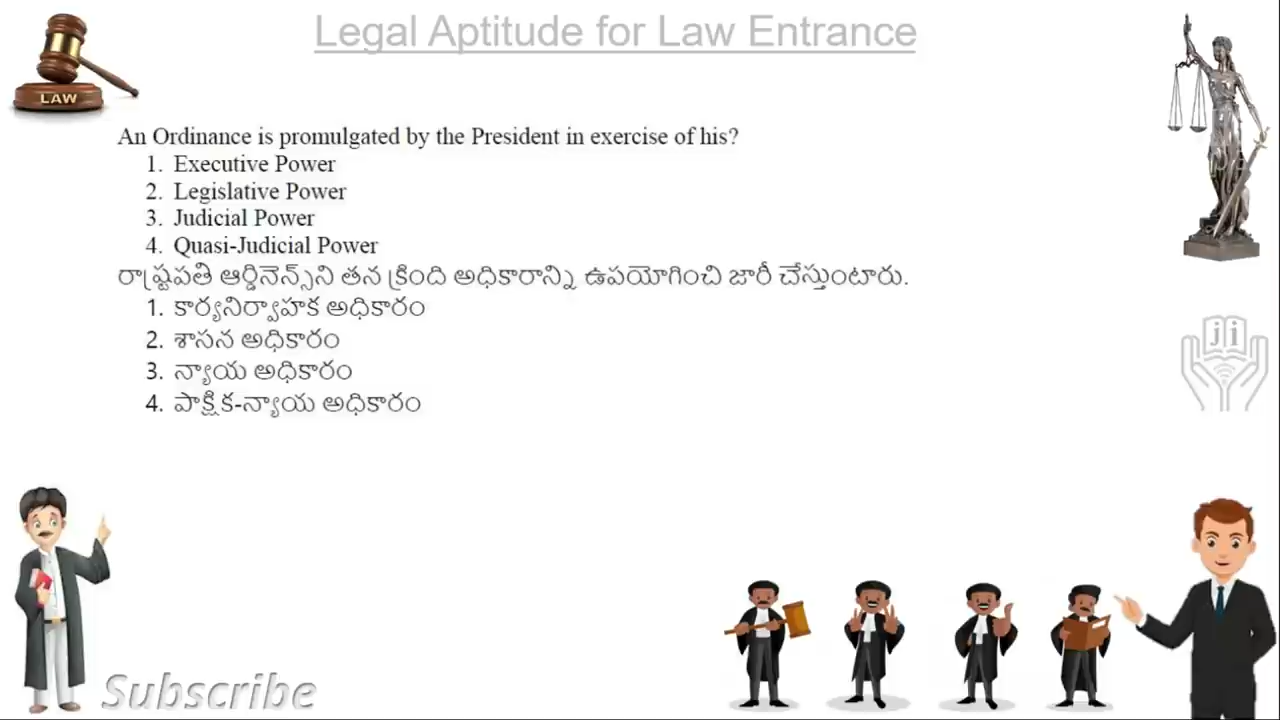 Legal Aptitude for Law Entrance
LAW
An Ordinance is promulgated by the President in exercise of his?
1. Executive Power
2. Legislative Power
3. Judicial Power
4. Quasi-Judicial Power
రాష్ట్రపతి ఆర్డినెన్స్‌ని తన క్రింది అధికారాన్ని ఉపయోగించి జారీ చేస్తుంటారు.
1. కార్యనిర్వాహక అధికారం
2. శాసన అధికారం
3. న్యాయ అధికారం
4. పాక్షిక-న్యాయ అధికారం
ji
Subscribe